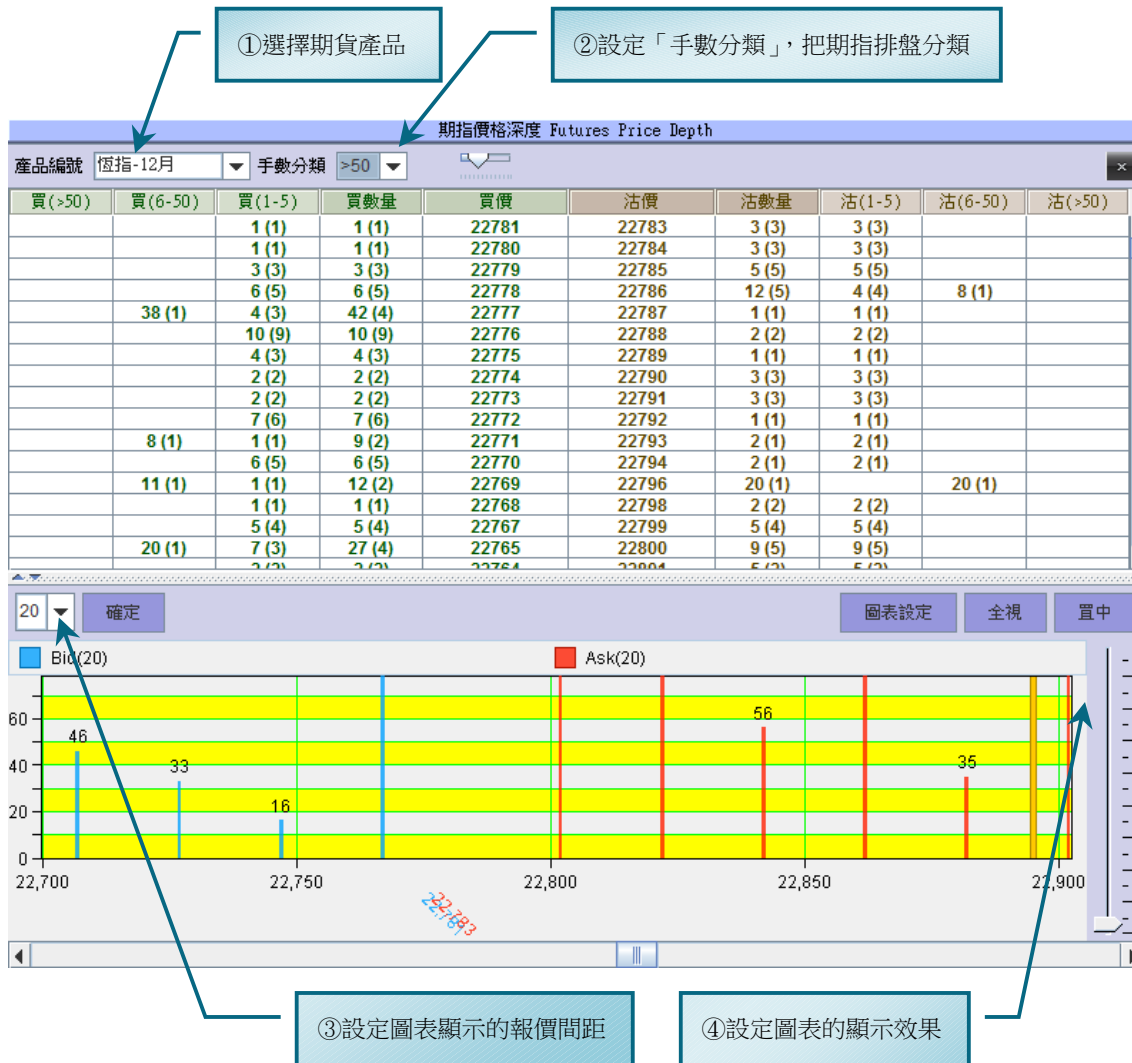 ①選擇期貨產品
②設定「手數分類」，把期指排盤分類
期指價格深度 Futures Price Depth
產品編號 恆指-12月 手數分類 >50
買(>50) 買(6-50) 買(1-5) 買數量 買價 沽價 沽數量 沽(1-5) 沽(6-50) 沽(>50)
1 (1) 1 (1) 22781 22783 3 (3) 3 (3)
1 (1) 1 (1) 22780 22784 3 (3) 3 (3)
3 (3) 3 (3) 22779 22785 5 (5) 5 (5)
6 (5) 6 (5) 22778 22786 12 (5) 4 (4) 8 (1)
38 (1) 4 (3) 42 (4) 22777 22787 1 (1) 1 (1)
10 (9) 10 (9) 22776 22788 2 (2) 2 (2)
4 (3) 4 (3) 22775 22789 1 (1) 1 (1)
2 (2) 2 (2) 22774 22790 3 (3) 3 (3)
2 (2) 2 (2) 22773 22791 3 (3) 3 (3)
7 (6) 7 (6) 22772 22792 1 (1) 1 (1)
8 (1) 1 (1) 9 (2) 22771 22793 2 (1) 2 (1)
6 (5) 6 (5) 22770 22794 2 (1) 2 (1)
11 (1) 1 (1) 12 (2) 22769 22796 20 (1) 20 (1)
1 (1) 1 (1) 22768 22798 2 (2) 2 (2)
5 (4) 5 (4) 22767 22799 5 (4) 5 (4)
20 (1) 7 (3) 27 (4) 22765 22800 9 (5) 9 (5)
20 確定 圖表設定 全視 置中
Bid(20) Ask(20)
60
40
20
0
46
33
16
56
35
22,700 22,750 22,800 22,850 22,900
22,781
22,783
③設定圖表顯示的報價間距
④設定圖表的顯示效果